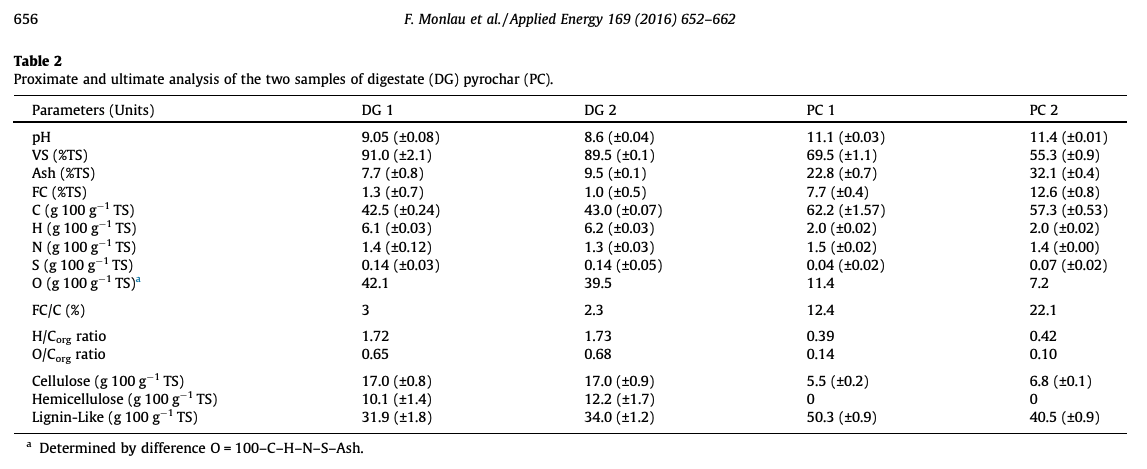 656 F. Monlau et al./Applied Energy 169 (2016) 652–662
Table 2
Proximate and ultimate analysis of the two samples of digestate (DG) pyrochar (PC).
Parameters (Units) DG 1 DG 2 PC 1 PC 2
pH 9.05 (±0.08) 8.6 (±0.04) 11.1 (±0.03) 11.4 (±0.01)
VS (%TS) 91.0 (±2.1) 89.5 (±0.1) 69.5 (±1.1) 55.3 (±0.9)
Ash (%TS) 7.7 (±0.8) 9.5 (±0.1) 22.8 (±0.7) 32.1 (±0.4)
FC (%TS) 1.3 (±0.7) 1.0 (±0.5) 7.7 (±0.4) 12.6 (±0.8)
C (g 100 g⁻¹ TS) 42.5 (±0.24) 43.0 (±0.07) 62.2 (±1.57) 57.3 (±0.53)
H (g 100 g⁻¹ TS) 6.1 (±0.03) 6.2 (±0.03) 2.0 (±0.02) 2.0 (±0.02)
N (g 100 g⁻¹ TS) 1.4 (±0.12) 1.3 (±0.03) 1.5 (±0.02) 1.4 (±0.00)
S (g 100 g⁻¹ TS) 0.14 (±0.03) 0.14 (±0.05) 0.04 (±0.02) 0.07 (±0.02)
O (g 100 g⁻¹ TS)ᵃ 42.1 39.5 11.4 7.2
FC/C (%) 3 2.3 12.4 22.1
H/Corg ratio 1.72 1.73 0.39 0.42
O/Corg ratio 0.65 0.68 0.14 0.10
Cellulose (g 100 g⁻¹ TS) 17.0 (±0.8) 17.0 (±0.9) 5.5 (±0.2) 6.8 (±0.1)
Hemicellulose (g 100 g⁻¹ TS) 10.1 (±1.4) 12.2 (±1.7) 0 0
Lignin-Like (g 100 g⁻¹ TS) 31.9 (±1.8) 34.0 (±1.2) 50.3 (±0.9) 40.5 (±0.9)
ᵃ Determined by difference O = 100–C–H–N–S–Ash.